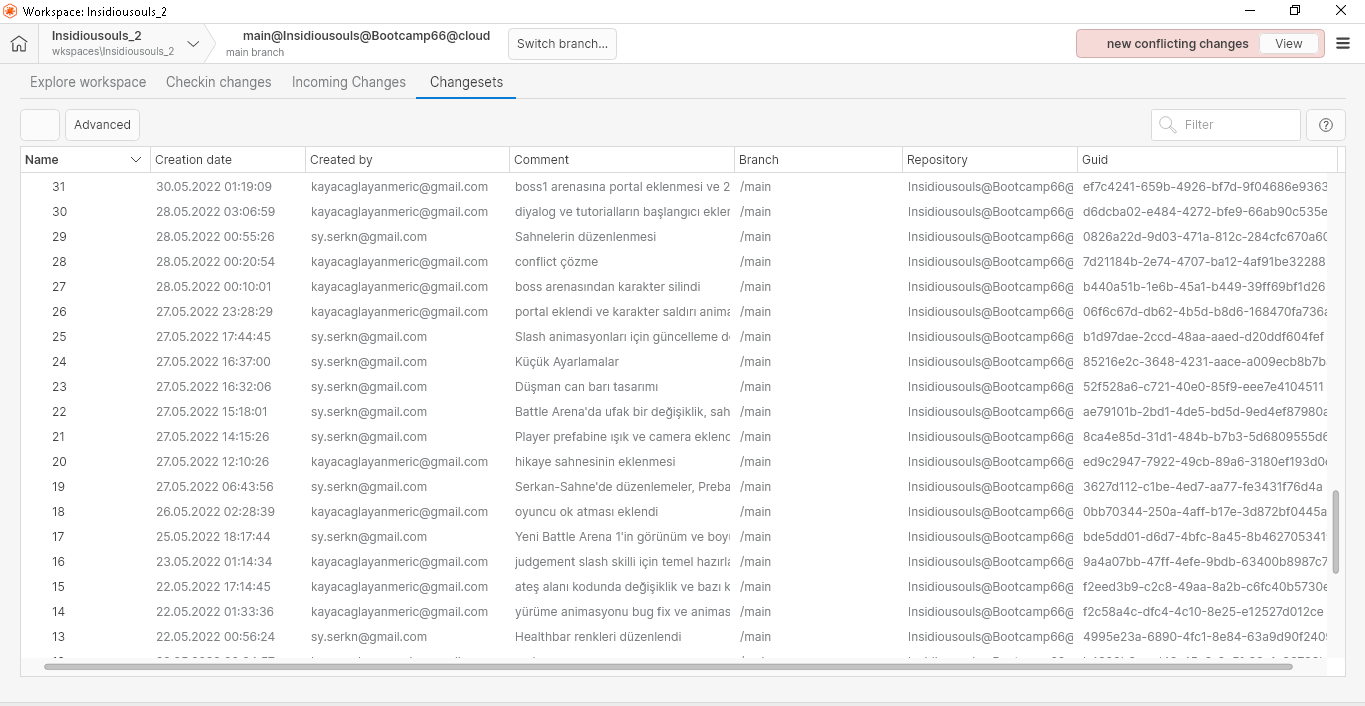 Workspace: Insidiousouls_2
Insidiousouls_2
wkspaces\Insidiousouls_2
main@Insidiousouls@Bootcamp66@cloud
main branch
Switch branch...
new conflicting changes View
Explore workspace Checkin changes Incoming Changes Changesets
Advanced Filter
Name Creation date Created by Comment Branch Repository Guid
31 30.05.2022 01:19:09 kayacaglayanmeric@gmail.com boss1 arenasına portal eklenmesi ve 2 /main Insidiousouls@Bootcamp66@ ef7c4241-659b-4926-bf7d-9f04686e9363
30 28.05.2022 03:06:59 kayacaglayanmeric@gmail.com diyalog ve tutorialların başlangıcı ekler /main Insidiousouls@Bootcamp66@ d6dcba02-e484-4272-bfe9-66ab90c535e
29 28.05.2022 00:55:26 sy.serkn@gmail.com Sahnelerin düzenlenmesi /main Insidiousouls@Bootcamp66@ 0826a22d-9d03-471a-812c-284cfc670a60
28 28.05.2022 00:20:54 kayacaglayanmeric@gmail.com conflict çözme /main Insidiousouls@Bootcamp66@ 7d21184b-2e74-4707-ba12-4af91be32288
27 28.05.2022 00:10:01 kayacaglayanmeric@gmail.com boss arenasından karakter silindi /main Insidiousouls@Bootcamp66@ b440a51b-1e6b-45a1-b449-39ff69bf1d26
26 27.05.2022 23:28:29 kayacaglayanmeric@gmail.com portal eklendi ve karakter saldırı anima /main Insidiousouls@Bootcamp66@ 06f6c67d-db62-4b5d-b8d6-168470fa736a
25 27.05.2022 17:44:45 sy.serkn@gmail.com Slash animasyonları için güncelleme de /main Insidiousouls@Bootcamp66@ b1d97dae-2ccd-48aa-aaed-d20ddf604fef
24 27.05.2022 16:37:00 sy.serkn@gmail.com Küçük Ayarlamalar /main Insidiousouls@Bootcamp66@ 85216e2c-3648-4231-aace-a009ecb8b7b
23 27.05.2022 16:32:06 sy.serkn@gmail.com Düşman can barı tasarımı /main Insidiousouls@Bootcamp66@ 52f528a6-c721-40e0-85f9-eee7e4104511
22 27.05.2022 15:18:01 sy.serkn@gmail.com Battle Arena'da ufak bir değişiklik, sah /main Insidiousouls@Bootcamp66@ ae79101b-2bd1-4de5-bd5d-9ed4ef87980a
21 27.05.2022 14:15:26 sy.serkn@gmail.com Player prefabine ışık ve camera eklenc /main Insidiousouls@Bootcamp66@ 8ca4e85d-31d1-484b-b7b3-5d6809555d6
20 27.05.2022 12:10:26 kayacaglayanmeric@gmail.com hikaye sahnesinin eklenmesi /main Insidiousouls@Bootcamp66@ ed9c2947-7922-49cb-89a6-3180ef193d0
19 27.05.2022 06:43:56 sy.serkn@gmail.com Serkan-Sahne'de düzenlemeler, Preba /main Insidiousouls@Bootcamp66@ 3627d112-c1be-4ed7-aa77-fe3431f76d4a
18 26.05.2022 02:28:39 kayacaglayanmeric@gmail.com oyuncu ok atması eklendi /main Insidiousouls@Bootcamp66@ 0bb70344-250a-4aff-b17e-3d872bf0445a
17 25.05.2022 18:17:44 sy.serkn@gmail.com Yeni Battle Arena 1'in görünüm ve boyu /main Insidiousouls@Bootcamp66@ bde5dd01-d6d7-4bfc-8a45-8b462705341
16 23.05.2022 01:14:34 kayacaglayanmeric@gmail.com judgement slash skilli için temel hazırla /main Insidiousouls@Bootcamp66@ 9a4a07bb-47ff-4efe-9bdb-63400b8987c7
15 22.05.2022 17:14:45 kayacaglayanmeric@gmail.com ateş alanı kodunda değişiklik ve bazı k /main Insidiousouls@Bootcamp66@ f2eed3b9-c2c8-49aa-8a2b-c6fc40b5730e
14 22.05.2022 01:33:36 kayacaglayanmeric@gmail.com yürüme animasyonu bug fix ve animas /main Insidiousouls@Bootcamp66@ f2c58a4c-dfc4-4c10-8e25-e12527d012ce
13 22.05.2022 00:56:24 sy.serkn@gmail.com Healthbar renkleri düzenlendi /main Insidiousouls@Bootcamp66@ 4995e23a-6890-4fc1-8e84-63a9d90f240